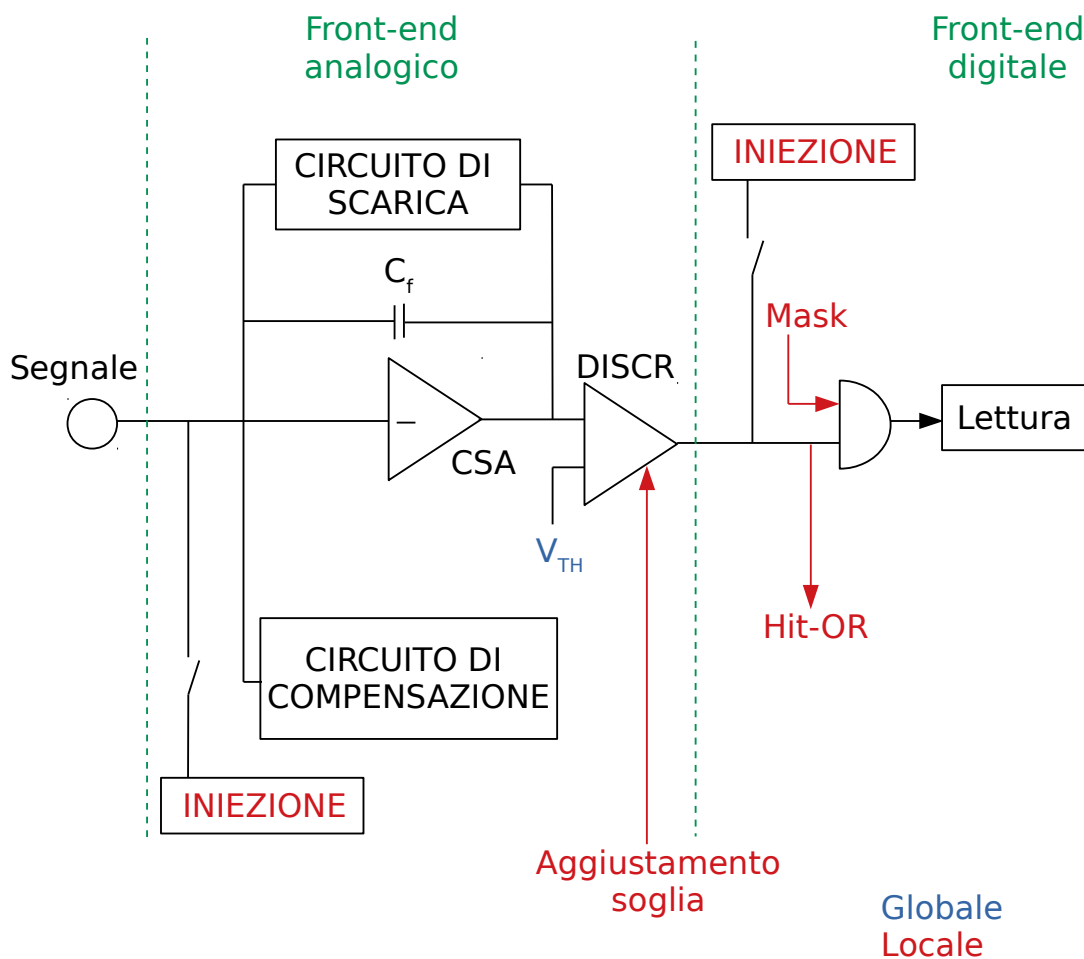 Front-end
analogico
Front-end
digitale
INIEZIONE
CIRCUITO DI
SCARICA
Cf
Mask
Segnale
DISCR
Lettura
CSA
VTH
Hit-OR
CIRCUITO DI
COMPENSAZIONE
INIEZIONE
Aggiustamento
soglia
Globale
Locale